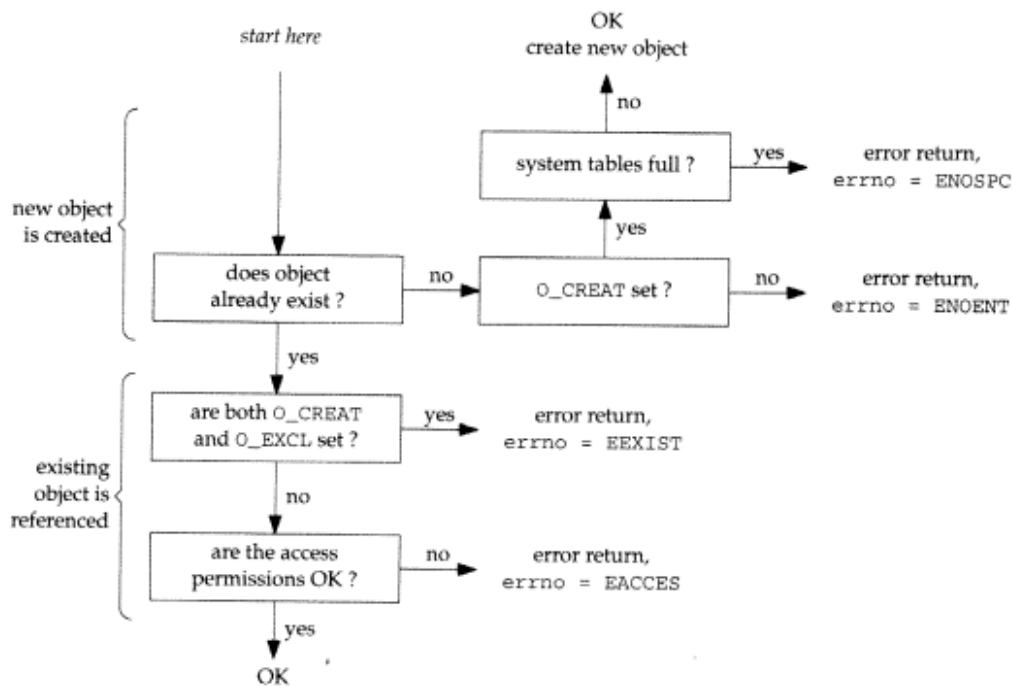 start here
OK
create new object
no
system tables full ?
yes
error return,
errno = ENOSPC
yes
new object
is created
does object
already exist ?
no
O_CREAT set ?
no
error return,
errno = ENOENT
yes
are both O_CREAT
and O_EXCL set ?
yes
error return,
errno = EEXIST
existing
object is
referenced
no
are the access
permissions OK ?
no
error return,
errno = EACCES
yes
OK